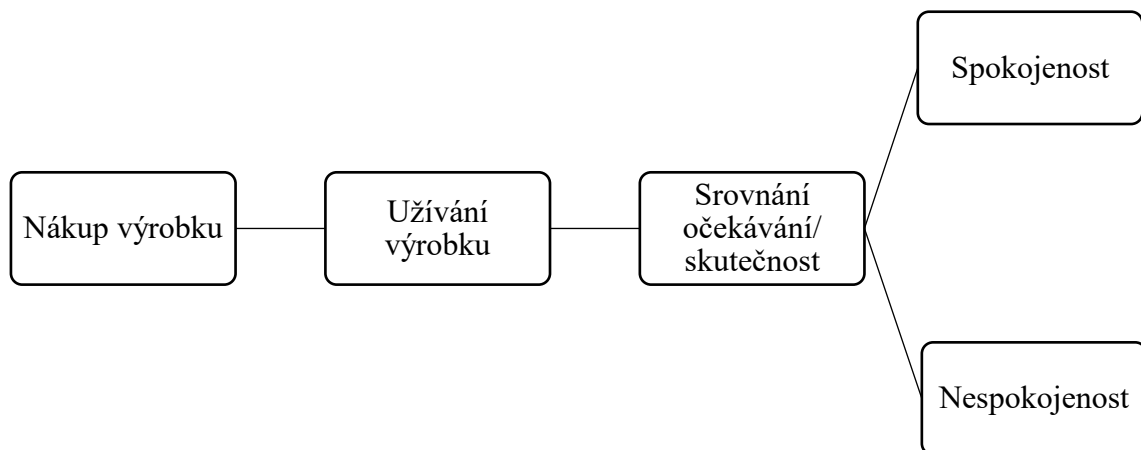 Spokojenost
Nákup výrobku
Užívání
výrobku
Srovnání
očekávání/
skutečnost
Nespokojenost